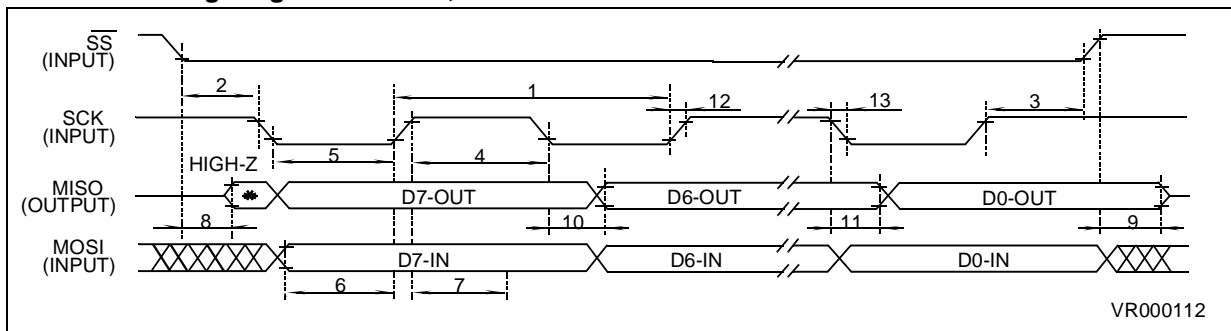 SS
(INPUT)
2
1
12
13
3
SCK
(INPUT)
5
4
HIGH-Z
MISO
(OUTPUT)
D7-OUT
D6-OUT
D0-OUT
8
10
11
9
MOSI
(INPUT)
D7-IN
D6-IN
D0-IN
6
7
VR000112